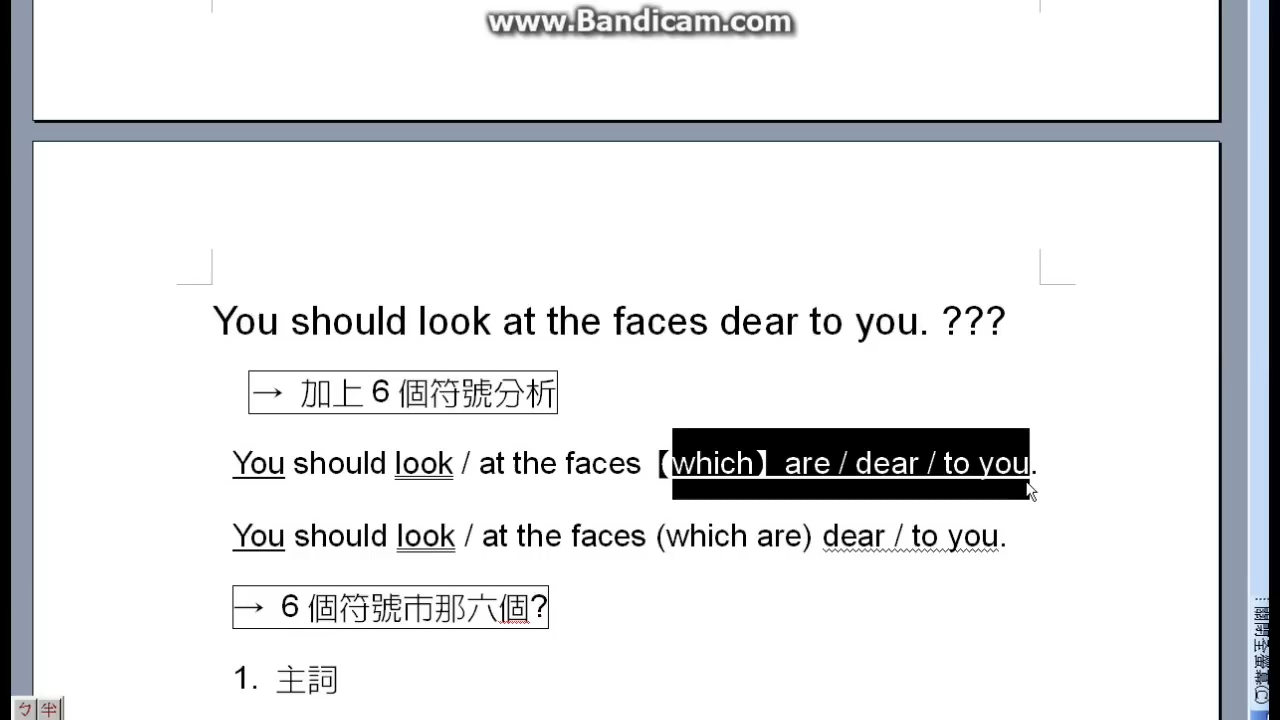 www.Bandicam.com
You should look at the faces dear to you. ???
→ 加上 6 個符號分析
You should look / at the faces【which】are / dear / to you.
You should look / at the faces (which are) dear / to you.
→ 6 個符號市那六個?
1. 主詞
ㄅ 半